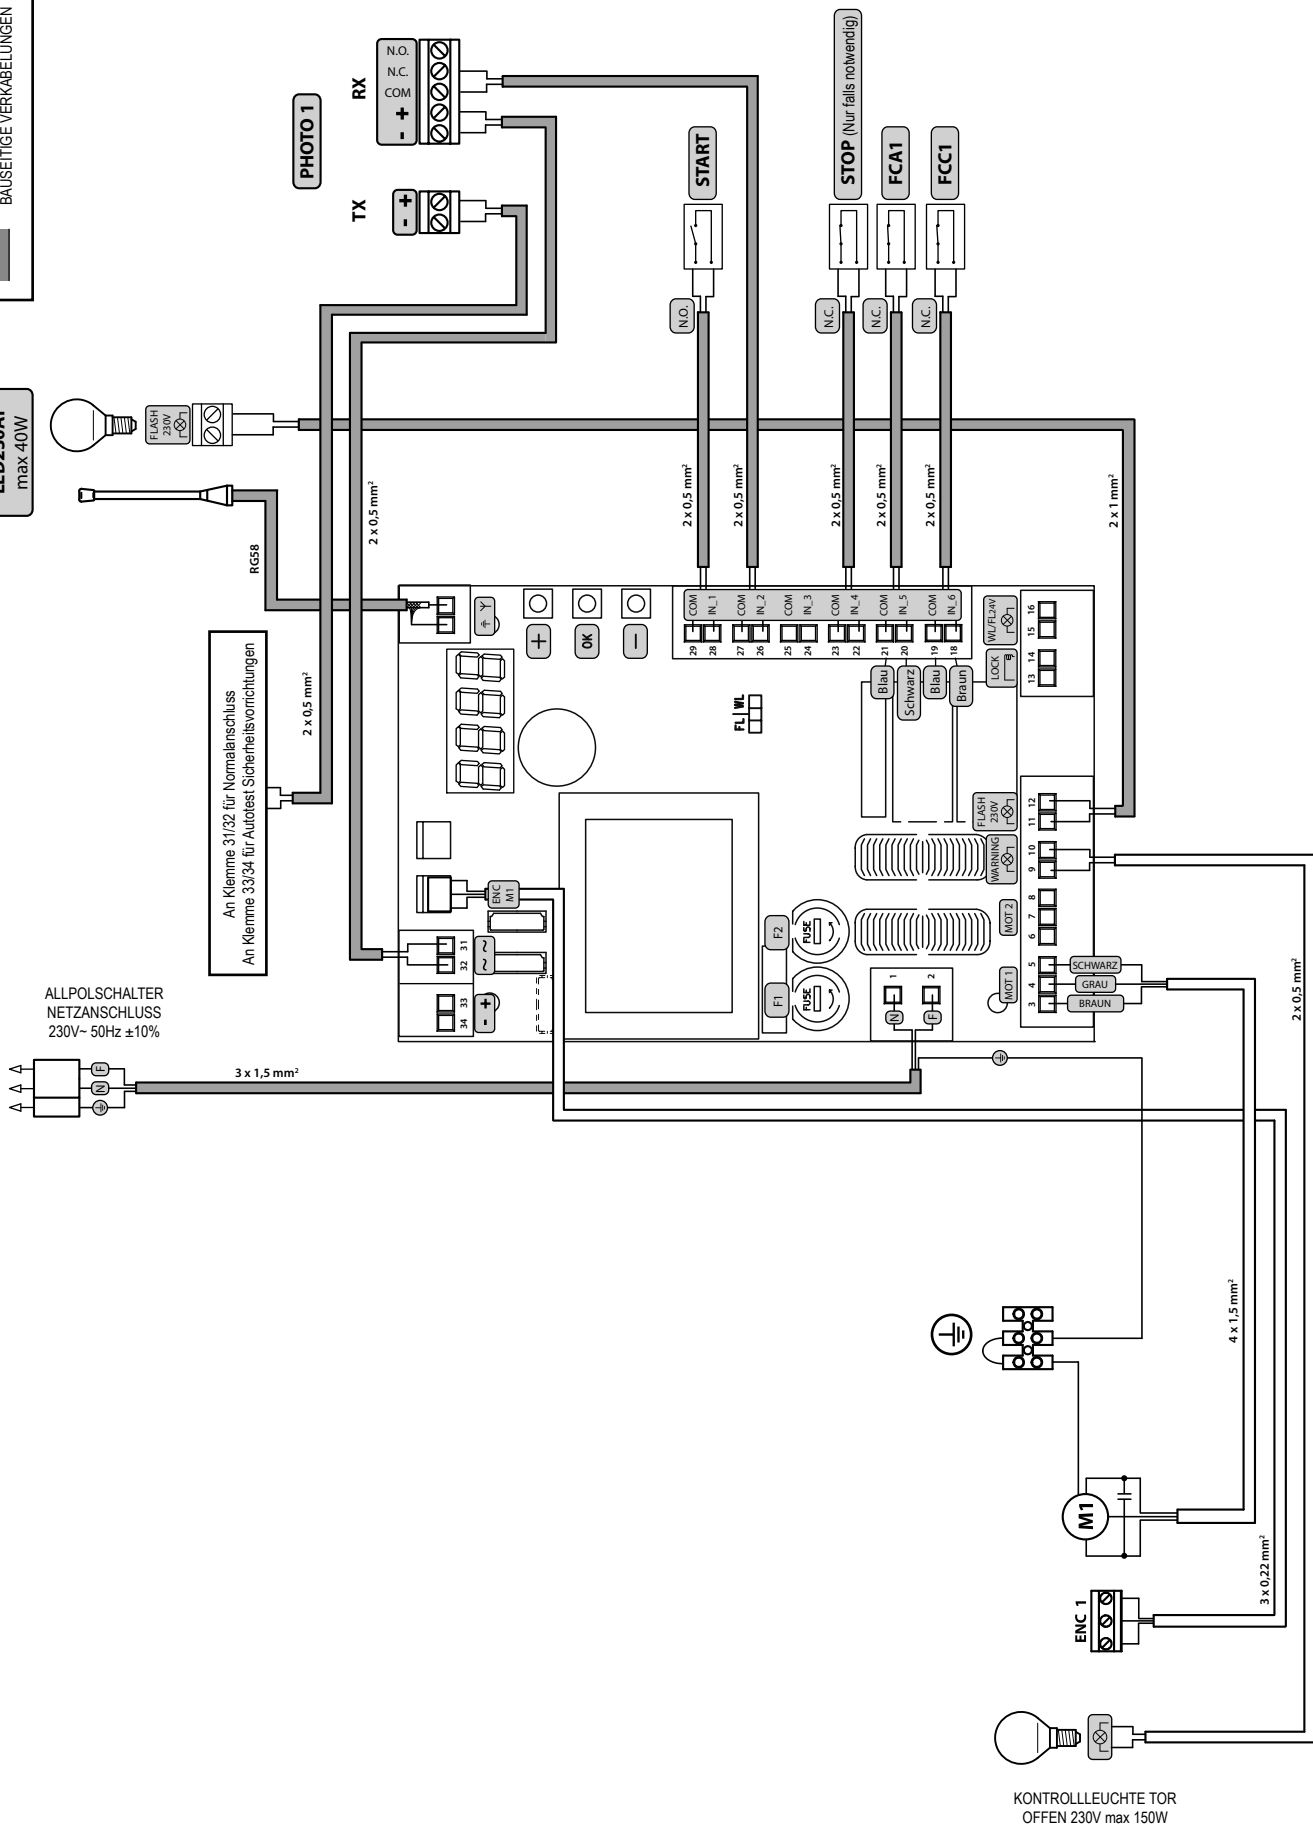 BAUSEITIGE VERKABELUNGEN
max 40W
FLASH
230V
RG58
PHOTO 1
TX
- +
RX
- +
COM
N.C.
N.O.
An Klemme 31/32 für Normalanschluss
An Klemme 33/34 für Autotest Sicherheitsvorrichtungen
2 x 0,5 mm²
2 x 0,5 mm²
ALLPOLSCHALTER
NETZANSCHLUSS
230V~ 50Hz ±10%
F
N
3 x 1,5 mm²
34 33
- +
32 31
~ ~
ENC
M1
+
OK
-
START
N.O.
2 x 0,5 mm²
2 x 0,5 mm²
STOP (Nur falls notwendig)
N.C.
2 x 0,5 mm²
FCA1
N.C.
2 x 0,5 mm²
FCC1
N.C.
2 x 0,5 mm²
29 COM
28 IN_1
27 COM
26 IN_2
25 COM
24 IN_3
23 COM
22 IN_4
21 COM
20 IN_5
19 COM
18 IN_6
Blau
Schwarz
Blau
Braun
FL WL
F1
FUSE
F2
FUSE
N 1
F 2
MOT 1
MOT 2
WARNING
FLASH
230V
LOCK
WL/FL24V
3 4 5 6 7 8 9 10 11 12 13 14 15 16
BRAUN
GRAU
SCHWARZ
2 x 1 mm²
2 x 0,5 mm²
4 x 1,5 mm²
3 x 0,22 mm²
M1
ENC 1
KONTROLLLEUCHTE TOR
OFFEN 230V max 150W